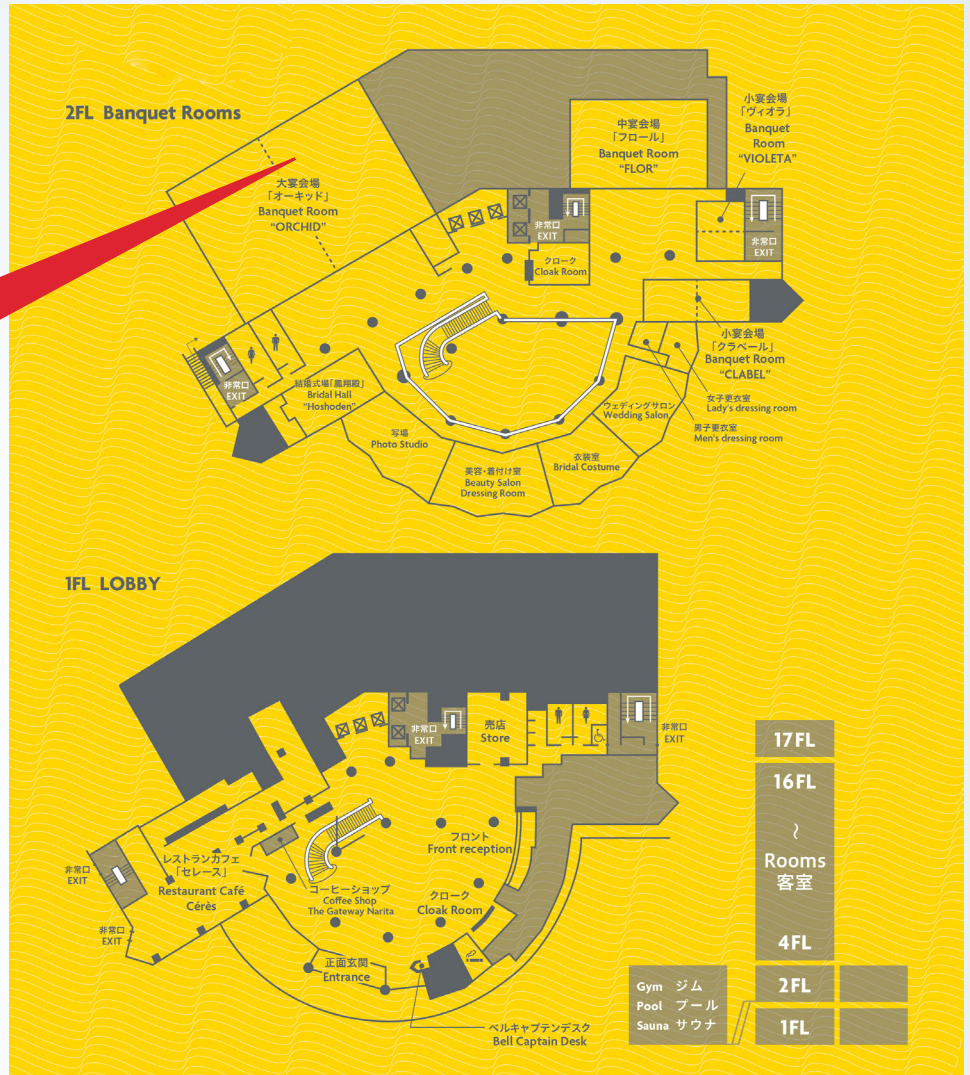 2FL Banquet Rooms
大宴会場
「オーキッド」
Banquet Room
“ORCHID”
中宴会場
「フロール」
Banquet Room
“FLOR”
小宴会場
「ヴィオラ」
Banquet
Room
“VIOLETA”
非常口
EXIT
クローク
Cloak Room
非常口
EXIT
小宴会場
「クラベール」
Banquet Room
“CLABEL”
非常口
EXIT
結婚式場「鳳翔殿」
Bridal Hall
“Hoshoden”
写場
Photo Studio
美容・着付け室
Beauty Salon
Dressing Room
衣装室
Bridal Costume
ウェディングサロン
Wedding Salon
女子更衣室
Lady's dressing room
男子更衣室
Men's dressing room
1FL LOBBY
非常口
EXIT
売店
Store
非常口
EXIT
フロント
Front reception
非常口
EXIT
レストランカフェ
「セレース」
Restaurant Café
Cérès
コーヒーショップ
Coffee Shop
The Gateway Narita
クローク
Cloak Room
非常口
EXIT
正面玄関
Entrance
ベルキャプテンデスク
Bell Captain Desk
17FL
16FL
〜
Rooms
客室
4FL
2FL
1FL
Gym ジム
Pool プール
Sauna サウナ